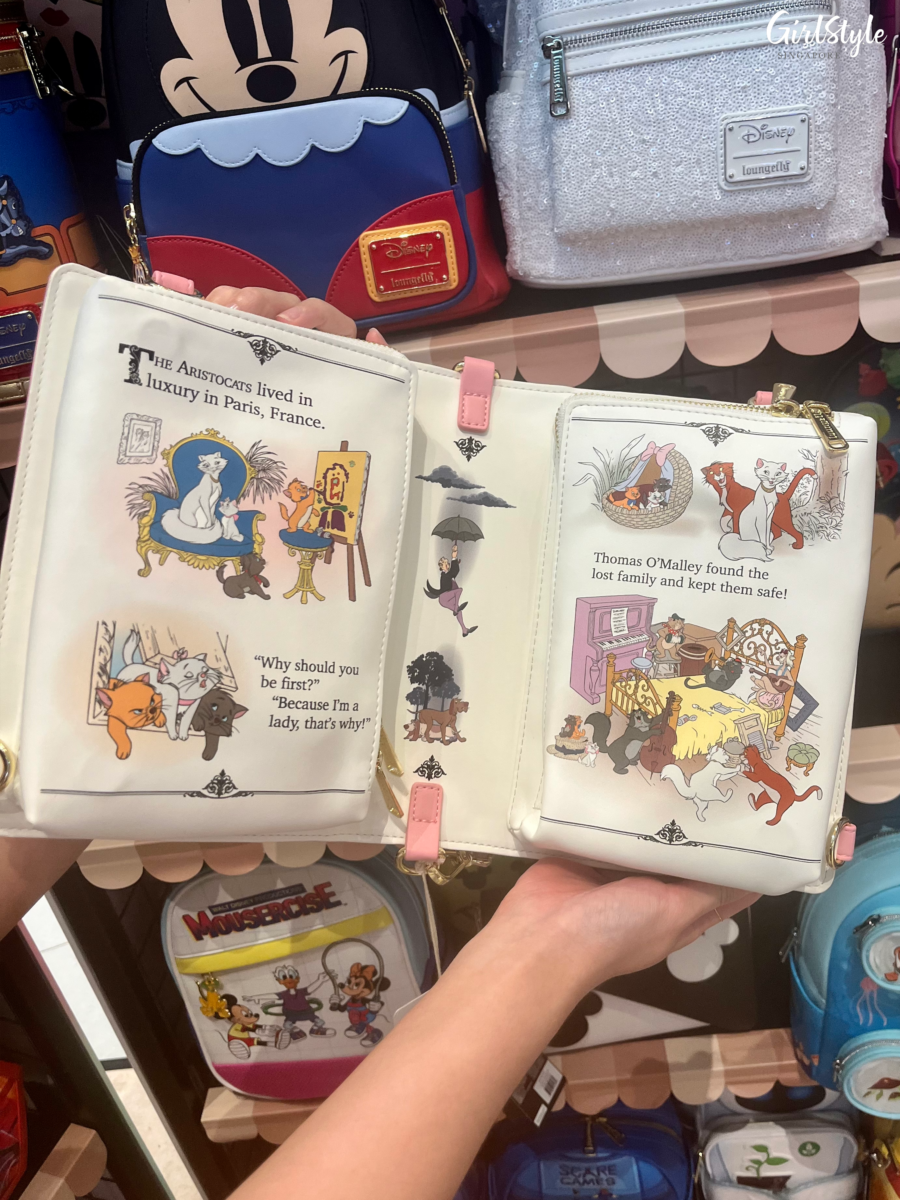 GirlStyle
SINGAPORE
Disney
loungefly
Disney
loungefly
THE ARISTOCATS lived in
luxury in Paris, France.
“Why should you
be first?”
“Because I’m a
lady, that’s why!”
Thomas O’Malley found the
lost family and kept them safe!
MOUSERCISE
SCARE
GAMES